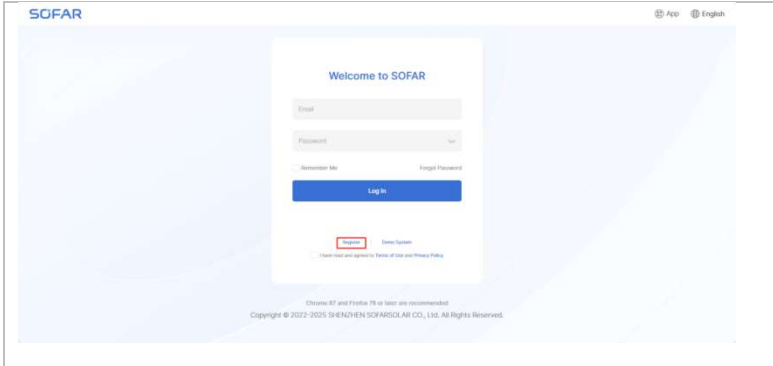 SOFAR
App English
Welcome to SOFAR
Email
Password
Remember Me Forgot Password
Log In
Register Demo System
I have read and agreed to Terms of Use and Privacy Policy
Chrome 87 and Firefox 78 or later are recommended
Copyright © 2022-2025 SHENZHEN SOFARSOLAR CO., Ltd. All Rights Reserved.